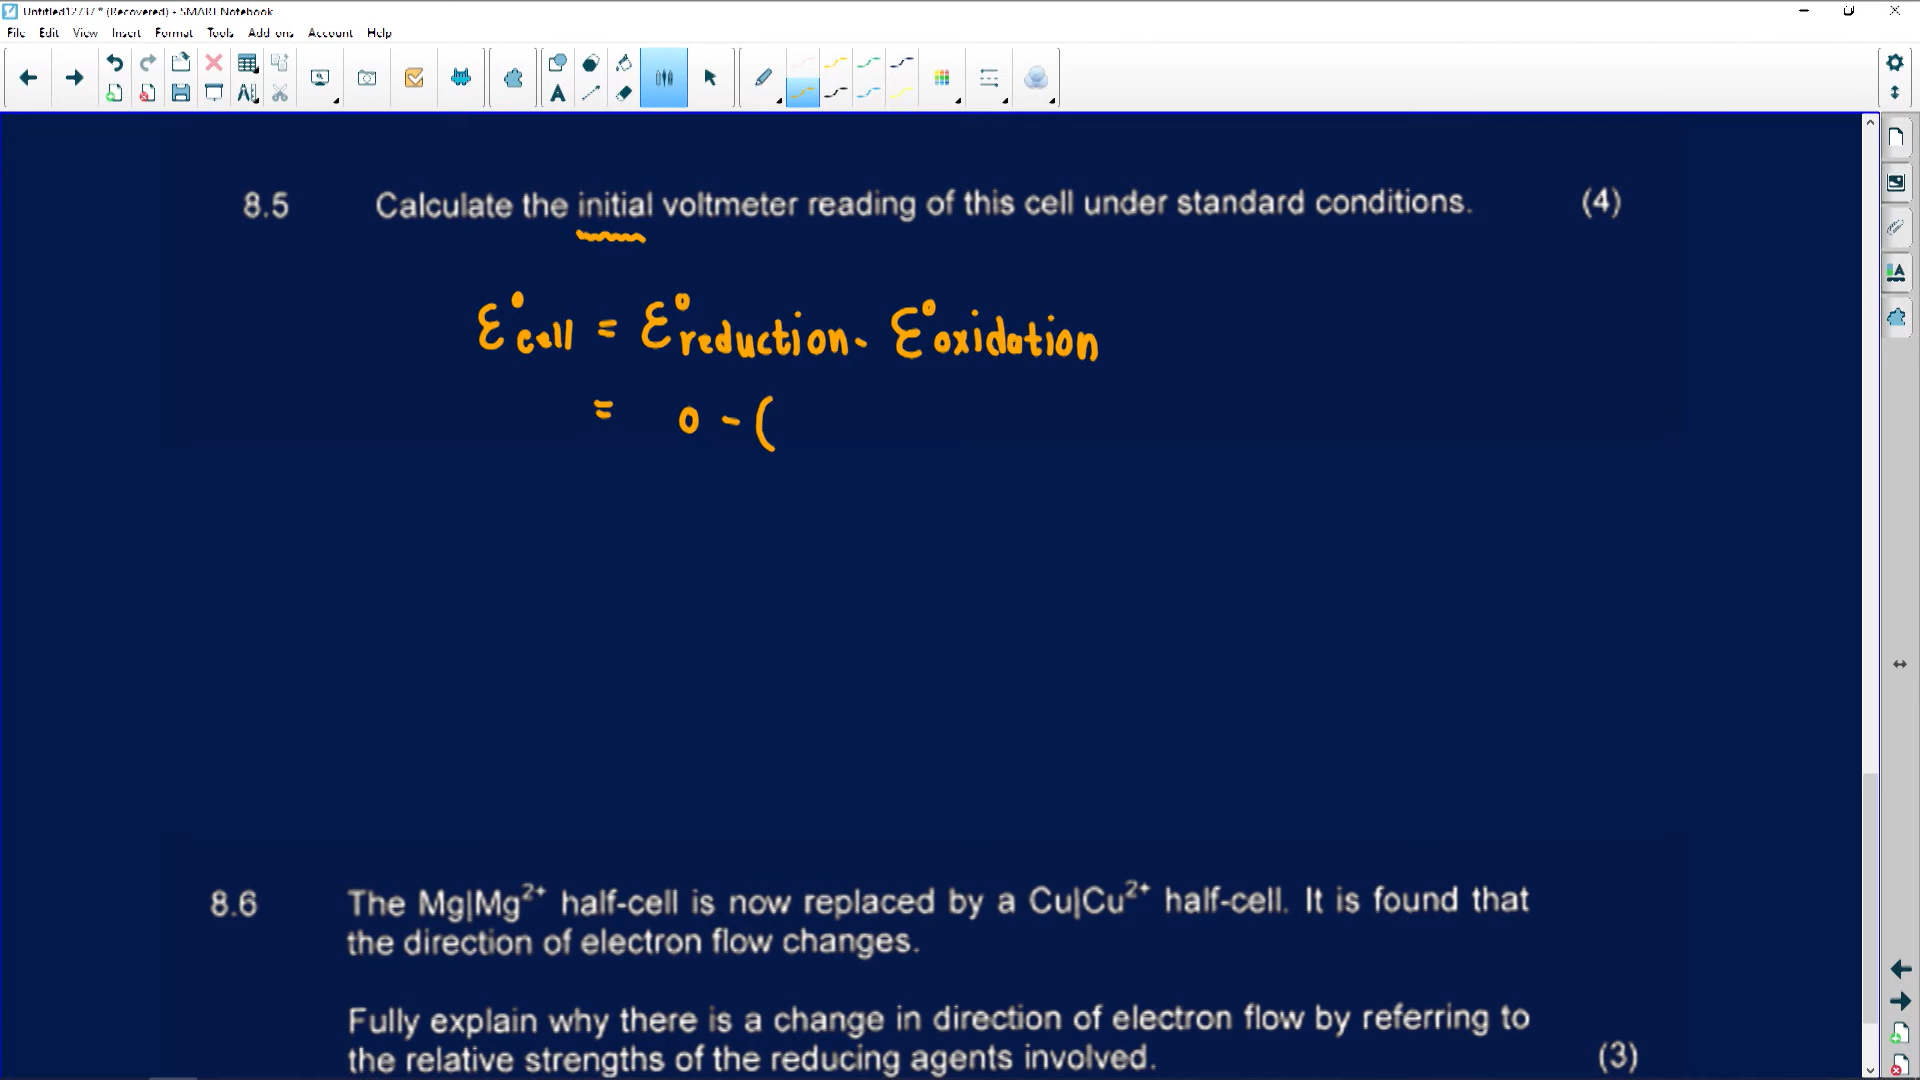 Untitled12737 * (Recovered) - SMART Notebook
File Edit View Insert Format Tools Add-ons Account Help
8.5 Calculate the initial voltmeter reading of this cell under standard conditions. (4)
Ɛ°cell = Ɛ°reduction - Ɛ°oxidation
= 0 - (
8.6 The Mg|Mg²⁺ half-cell is now replaced by a Cu|Cu²⁺ half-cell. It is found that
the direction of electron flow changes.
Fully explain why there is a change in direction of electron flow by referring to
the relative strengths of the reducing agents involved. (3)